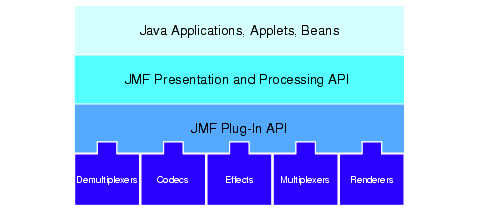 Java Applications, Applets, Beans
JMF Presentation and Processing API
JMF Plug-In API
Demultiplexers Codecs Effects Multiplexers Renderers